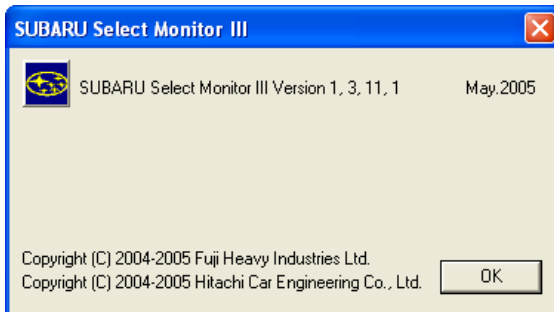 SUBARU Select Monitor III
SUBARU Select Monitor III Version 1, 3, 11, 1 May.2005
Copyright (C) 2004-2005 Fuji Heavy Industries Ltd.
Copyright (C) 2004-2005 Hitachi Car Engineering Co., Ltd.
OK